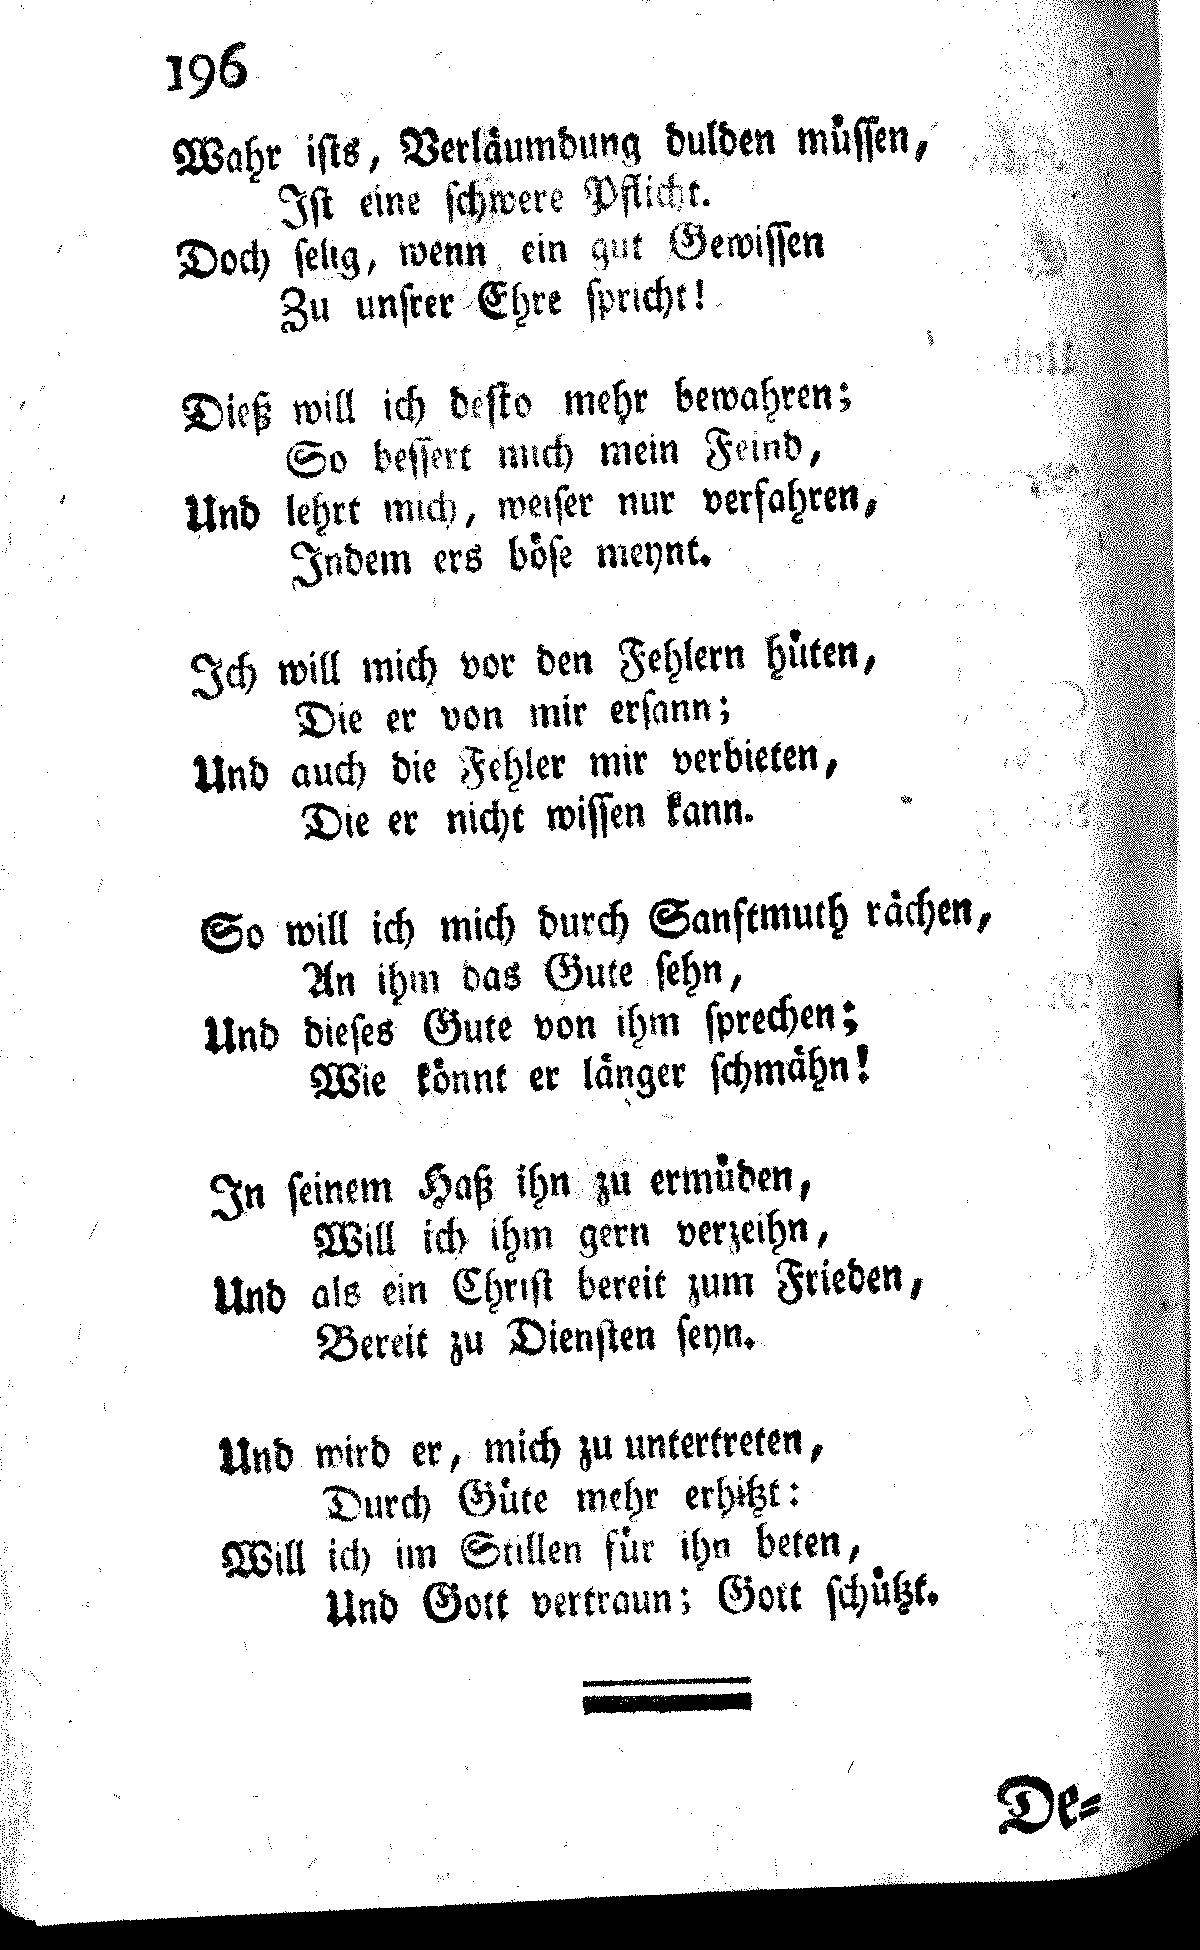 196
Wahr iſts, Verläumdung dulden müſſen,
Iſt eine ſchwere Pflicht.
Doch ſelig, wenn ein gut Gewiſſen
Zu unſrer Ehre ſpricht!
Dieß will ich deſto mehr bewahren;
So beſſert mich mein Feind,
Und lehrt mich, weiſer nur verfahren,
Indem ers böſe meynt.
Ich will mich vor den Fehlern hüten,
Die er von mir erſann;
Und auch die Fehler mir verbieten,
Die er nicht wiſſen kann.
So will ich mich durch Sanftmuth rächen,
An ihm das Gute ſehn,
Und dieſes Gute von ihm ſprechen;
Wie könnt er länger ſchmähn!
In ſeinem Haß ihn zu ermüden,
Will ich ihm gern verzeihn,
Und als ein Chriſt bereit zum Frieden,
Bereit zu Dienſten ſeyn.
Und wird er, mich zu untertreten,
Durch Güte mehr erhitzt:
Will ich im Stillen für ihn beten,
Und Gott vertraun; Gott ſchützt.
De-